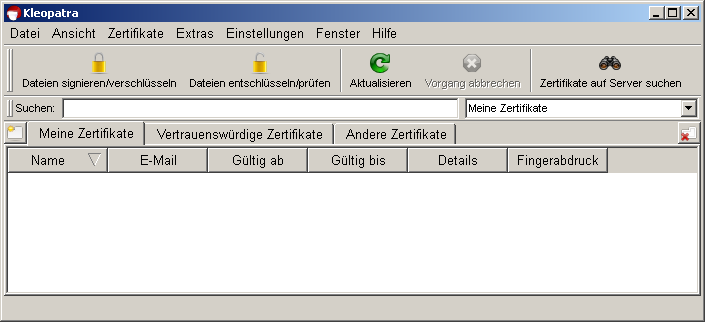 Kleopatra
Datei Ansicht Zertifikate Extras Einstellungen Fenster Hilfe
Dateien signieren/verschlüsseln Dateien entschlüsseln/prüfen Aktualisieren Vorgang abbrechen Zertifikate auf Server suchen
Suchen: Meine Zertifikate
Meine Zertifikate Vertrauenswürdige Zertifikate Andere Zertifikate
Name E-Mail Gültig ab Gültig bis Details Fingerabdruck